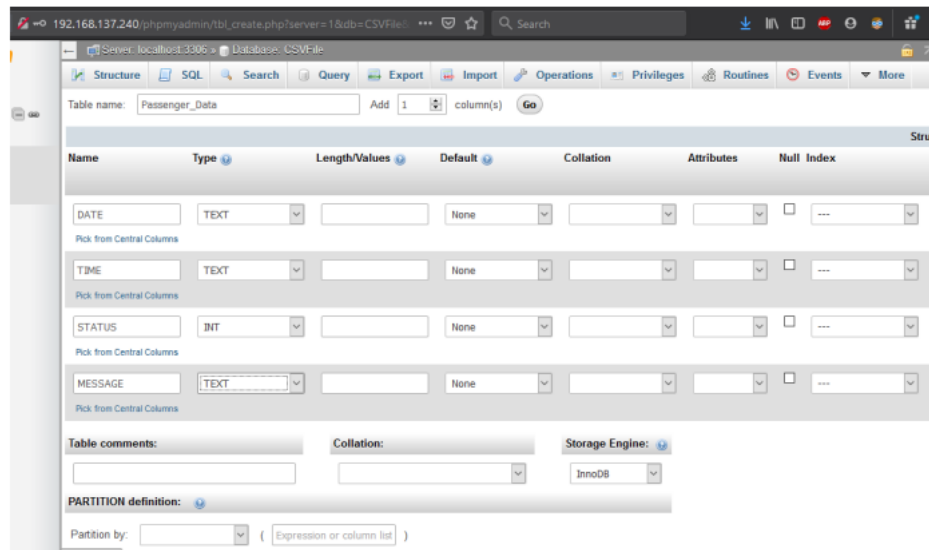 192.168.137.240/phpmyadmin/tbl_create.php?server=1&db=CSVFile& ... Search
Server: localhost:3306 » Database: CSVFile
Structure SQL Search Query Export Import Operations Privileges Routines Events More
Table name: Passenger_Data Add 1 column(s) Go
Stru
Name Type Length/Values Default Collation Attributes Null Index
DATE TEXT None ---
Pick from Central Columns
TIME TEXT None ---
Pick from Central Columns
STATUS INT None ---
Pick from Central Columns
MESSAGE TEXT None ---
Pick from Central Columns
Table comments: Collation: Storage Engine:
InnoDB
PARTITION definition:
Partition by: ( Expression or column list )